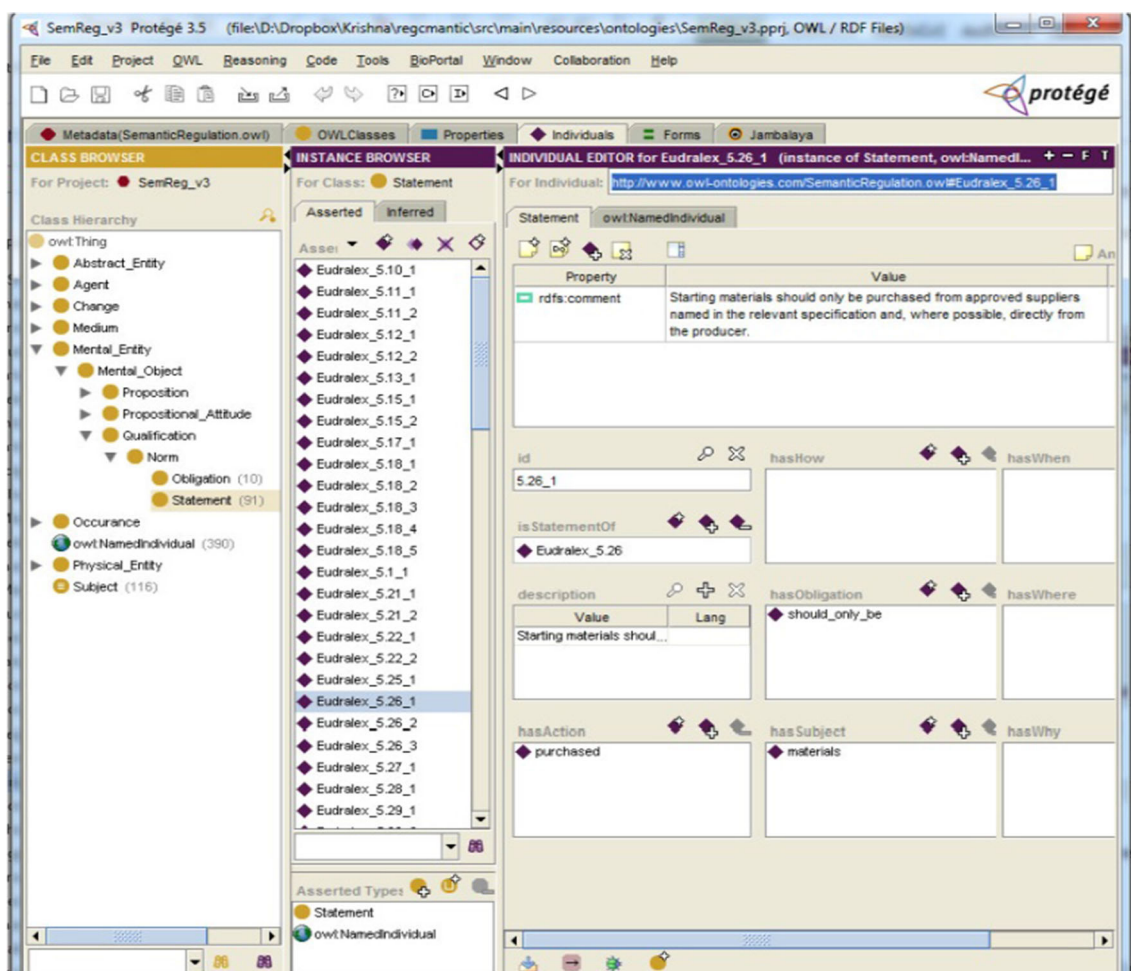 SemReg_v3 Protégé 3.5 (file:\D:\Dropbox\Krishna\regcmantic\src\main\resources\ontologies\SemReg_v3.pprj, OWL / RDF Files)
File Edit Project OWL Reasoning Code Tools BioPortal Window Collaboration Help
protégé
Metadata(SemanticRegulation.owl) OWLClasses Properties Individuals Forms Jambalaya
CLASS BROWSER
For Project: SemReg_v3
Class Hierarchy
owl:Thing
Abstract_Entity
Agent
Change
Medium
Mental_Entity
Mental_Object
Proposition
Propositional_Attitude
Qualification
Norm
Obligation (10)
Statement (91)
Occurance
owl:NamedIndividual (390)
Physical_Entity
Subject (116)
INSTANCE BROWSER
For Class: Statement
Asserted Inferred
Asse
Eudralex_5.10_1
Eudralex_5.11_1
Eudralex_5.11_2
Eudralex_5.12_1
Eudralex_5.12_2
Eudralex_5.13_1
Eudralex_5.15_1
Eudralex_5.15_2
Eudralex_5.17_1
Eudralex_5.18_1
Eudralex_5.18_2
Eudralex_5.18_3
Eudralex_5.18_4
Eudralex_5.18_5
Eudralex_5.1_1
Eudralex_5.21_1
Eudralex_5.21_2
Eudralex_5.22_1
Eudralex_5.22_2
Eudralex_5.25_1
Eudralex_5.26_1
Eudralex_5.26_2
Eudralex_5.26_3
Eudralex_5.27_1
Eudralex_5.28_1
Eudralex_5.29_1
Asserted Types
Statement
owl:NamedIndividual
INDIVIDUAL EDITOR for Eudralex_5.26_1 (instance of Statement, owl:NamedI... + − F T
For Individual: http://www.owl-ontologies.com/SemanticRegulation.owl#Eudralex_5.26_1
Statement owl:NamedIndividual
An
Property Value
rdfs:comment Starting materials should only be purchased from approved suppliers
named in the relevant specification and, where possible, directly from
the producer.
id hasHow hasWhen
5.26_1
isStatementOf
Eudralex_5.26
description hasObligation hasWhere
Value Lang should_only_be
Starting materials shoul...
hasAction hasSubject hasWhy
purchased materials